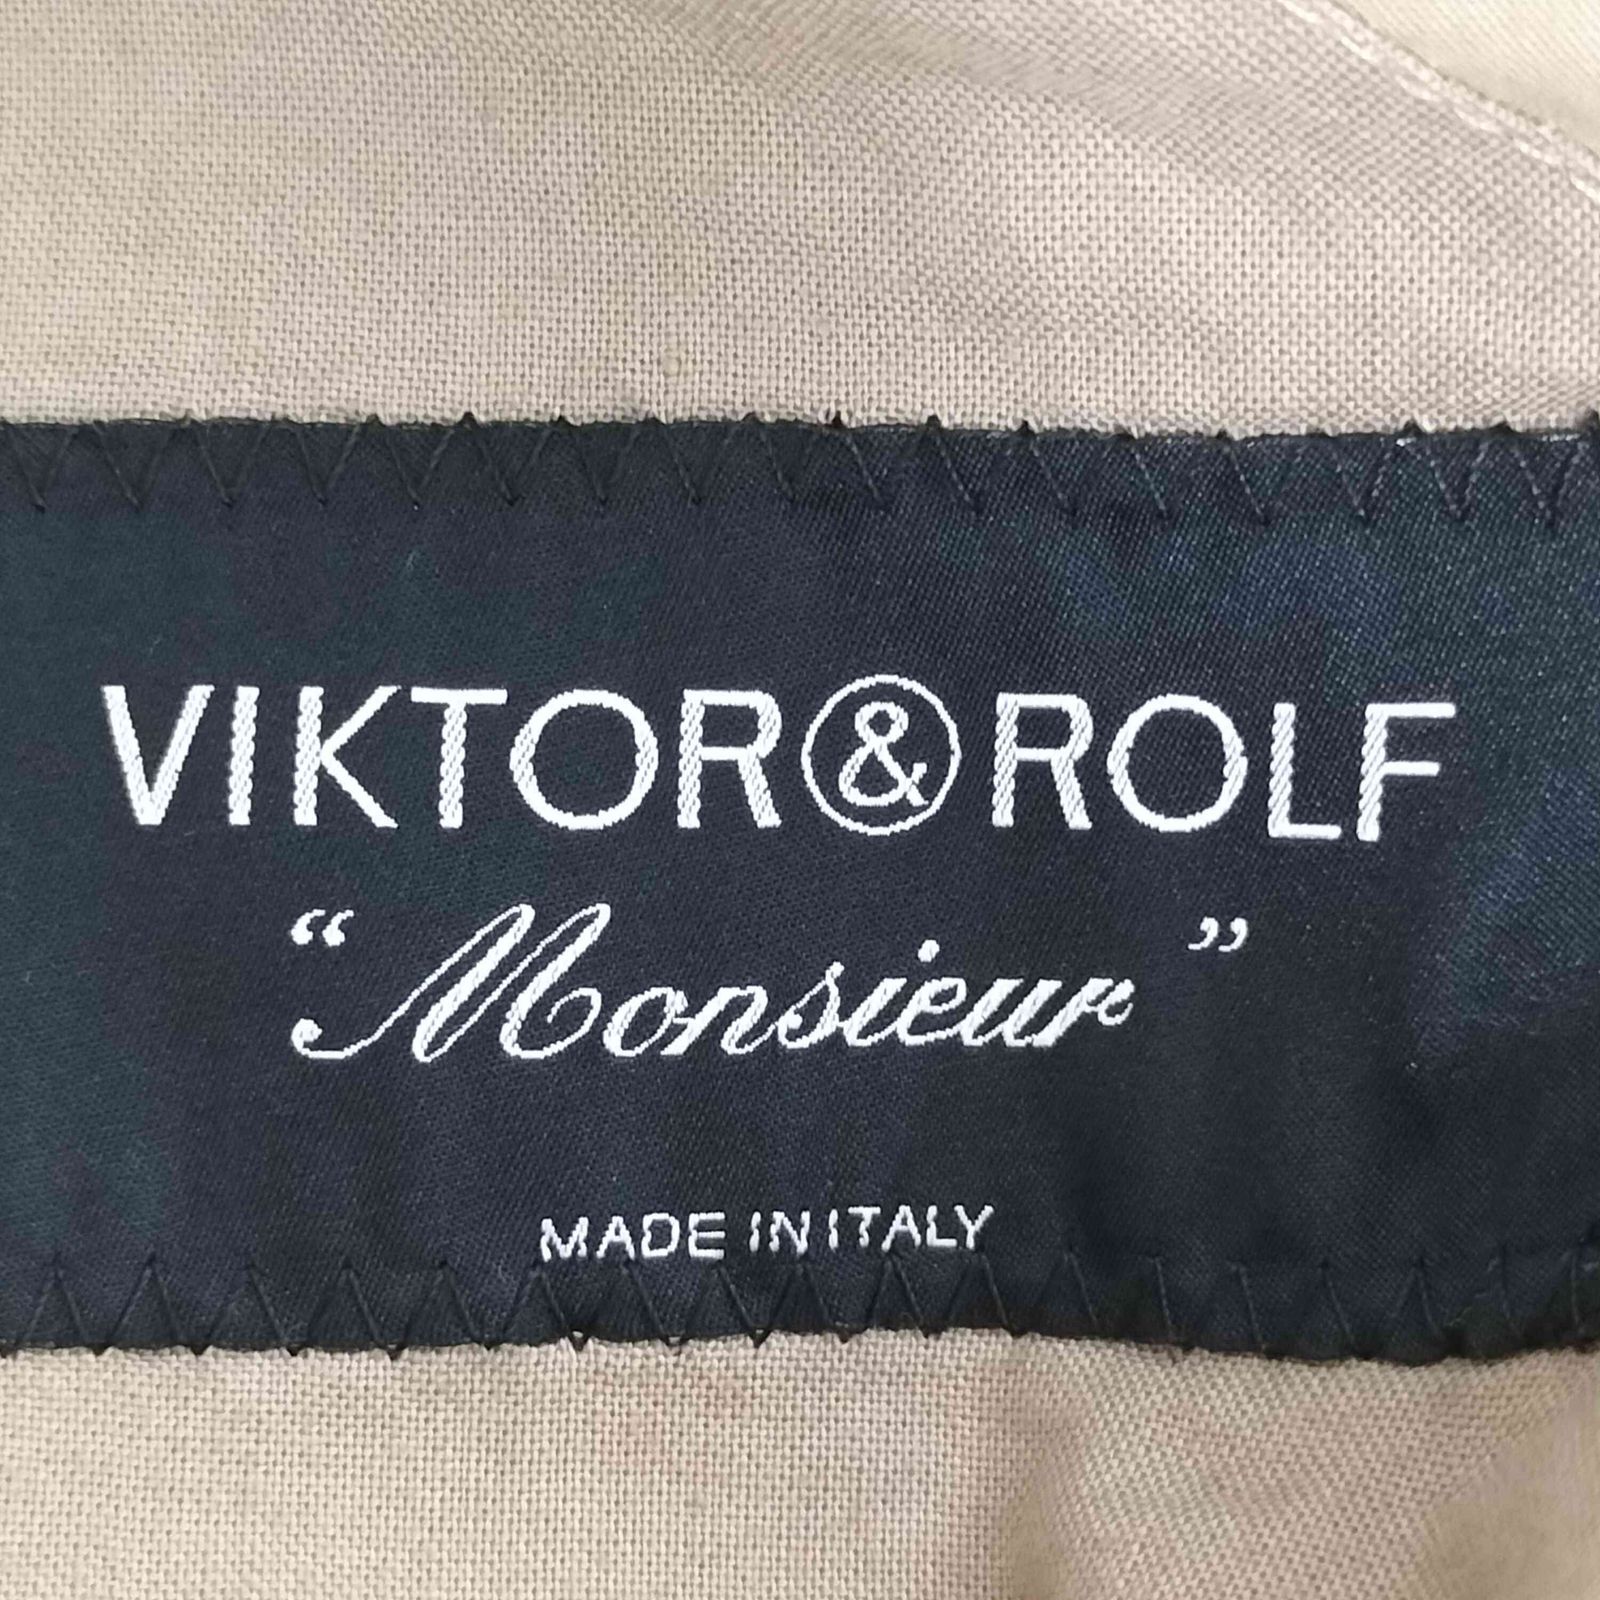 VIKTOR&ROLF
“Monsieur”
MADE IN ITALY